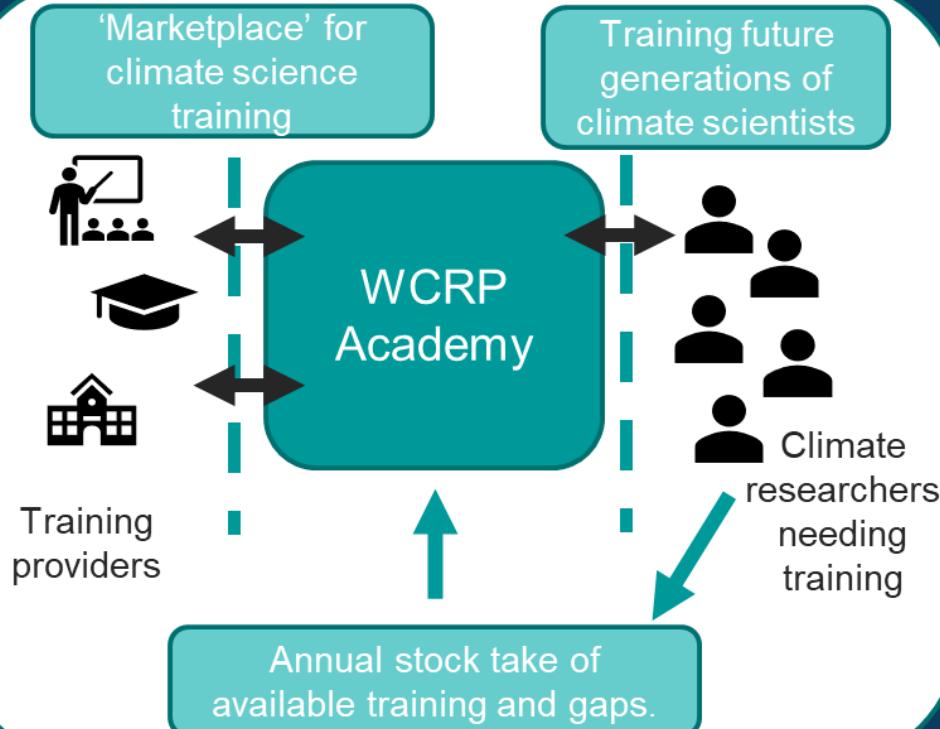 ‘Marketplace’ for
climate science
training
Training future
generations of
climate scientists
WCRP
Academy
Training
providers
Climate
researchers
needing
training
Annual stock take of
available training and gaps.